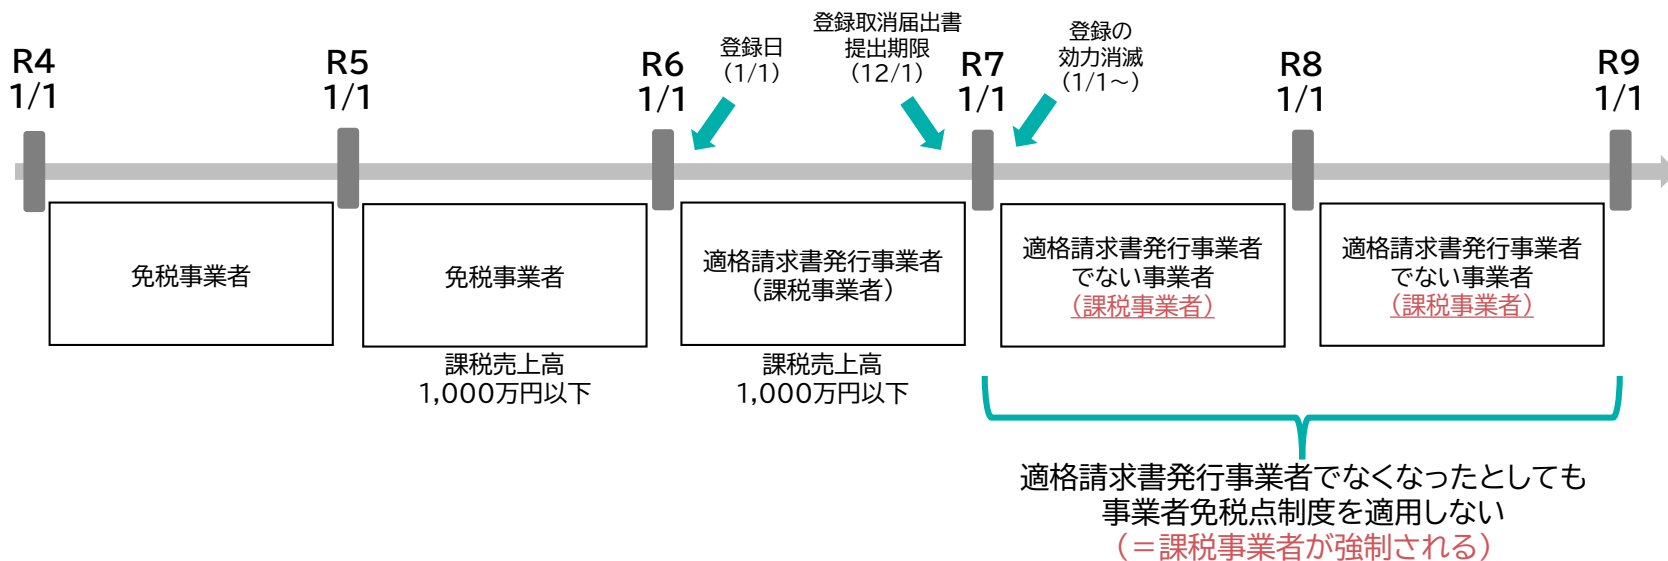 R4
1/1
R5
1/1
R6
1/1
登録日
（1/1）
登録取消届出書
提出期限
（12/1）
R7
1/1
登録の
効力消滅
（1/1～）
R8
1/1
R9
1/1
免税事業者
免税事業者
適格請求書発行事業者
（課税事業者）
適格請求書発行事業者
でない事業者
（課税事業者）
適格請求書発行事業者
でない事業者
（課税事業者）
課税売上高
1,000万円以下
課税売上高
1,000万円以下
適格請求書発行事業者でなくなったとしても
事業者免税点制度を適用しない
（＝課税事業者が強制される）